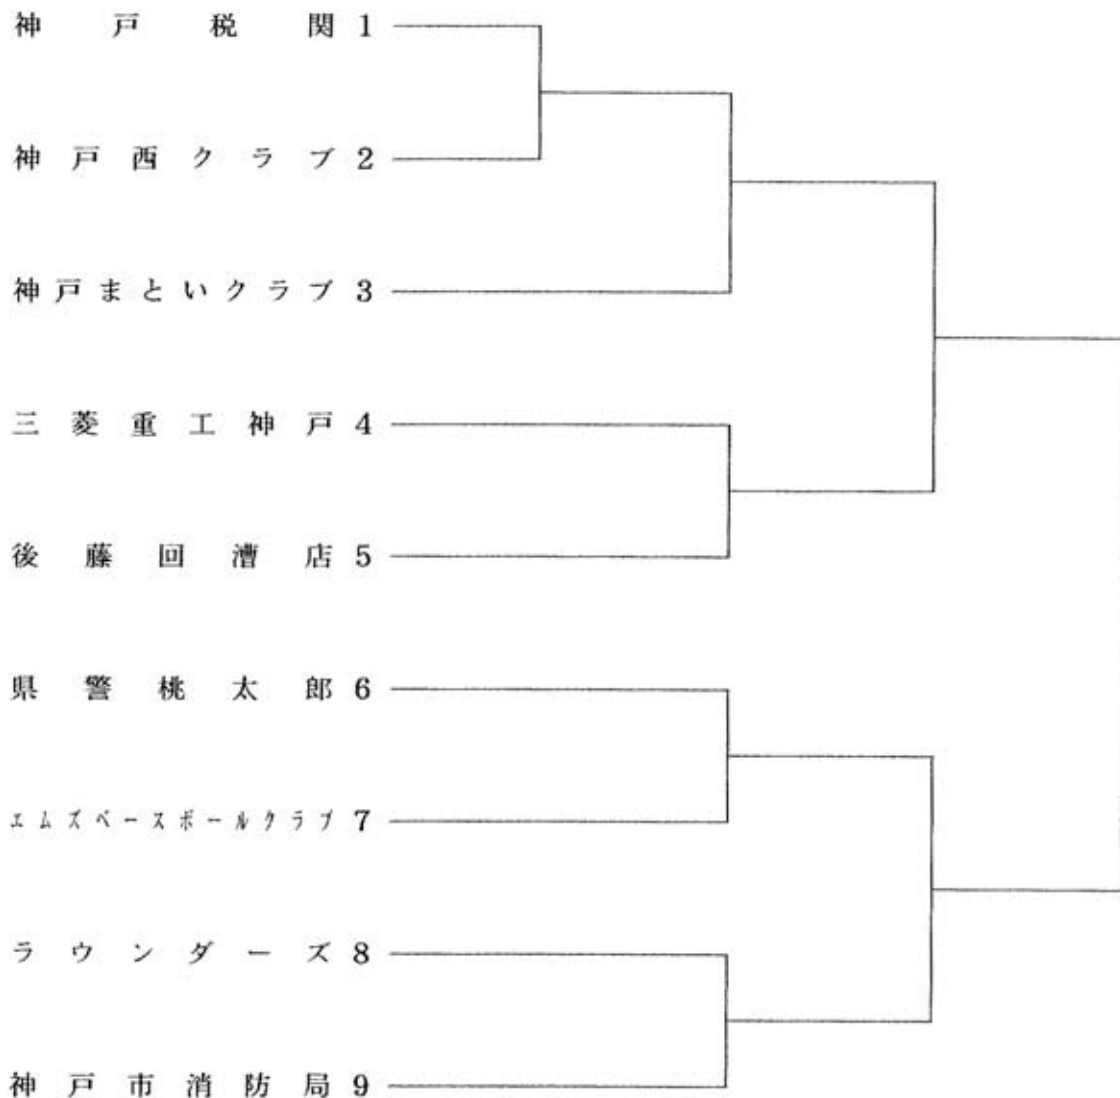 神戸税関 1
神戸西クラブ 2
神戸まといクラブ 3
三菱重工神戸 4
後藤回漕店 5
県警桃太郎 6
エムズベースボールクラブ 7
ラウンダーズ 8
神戸市消防局 9